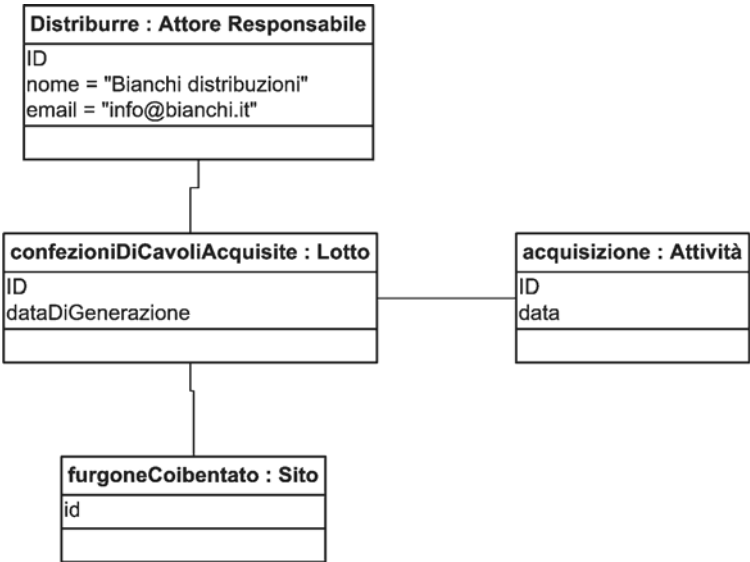 Distriburre : Attore Responsabile
ID
nome = "Bianchi distribuzioni"
email = "info@bianchi.it"
confezioniDiCavoliAcquisite : Lotto
ID
dataDiGenerazione
acquisizione : Attività
ID
data
furgoneCoibentato : Sito
id